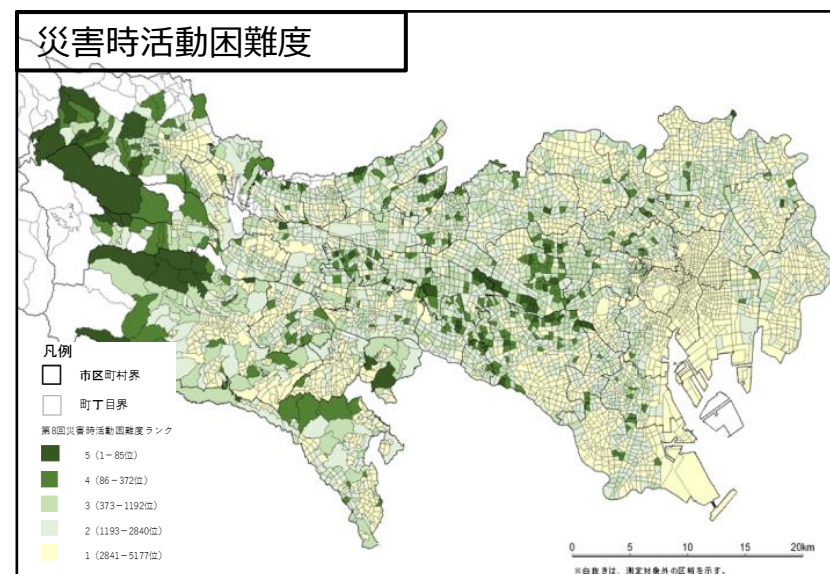 災害時活動困難度
凡例
市区町村界
町丁目界
第8回災害時活動困難度ランク
5（1－85位）
4（86－372位）
3（373－1192位）
2（1193－2840位）
1（2841－5177位）
0 5 10 15 20km
※白抜きは、測定対象外の区域を示す。